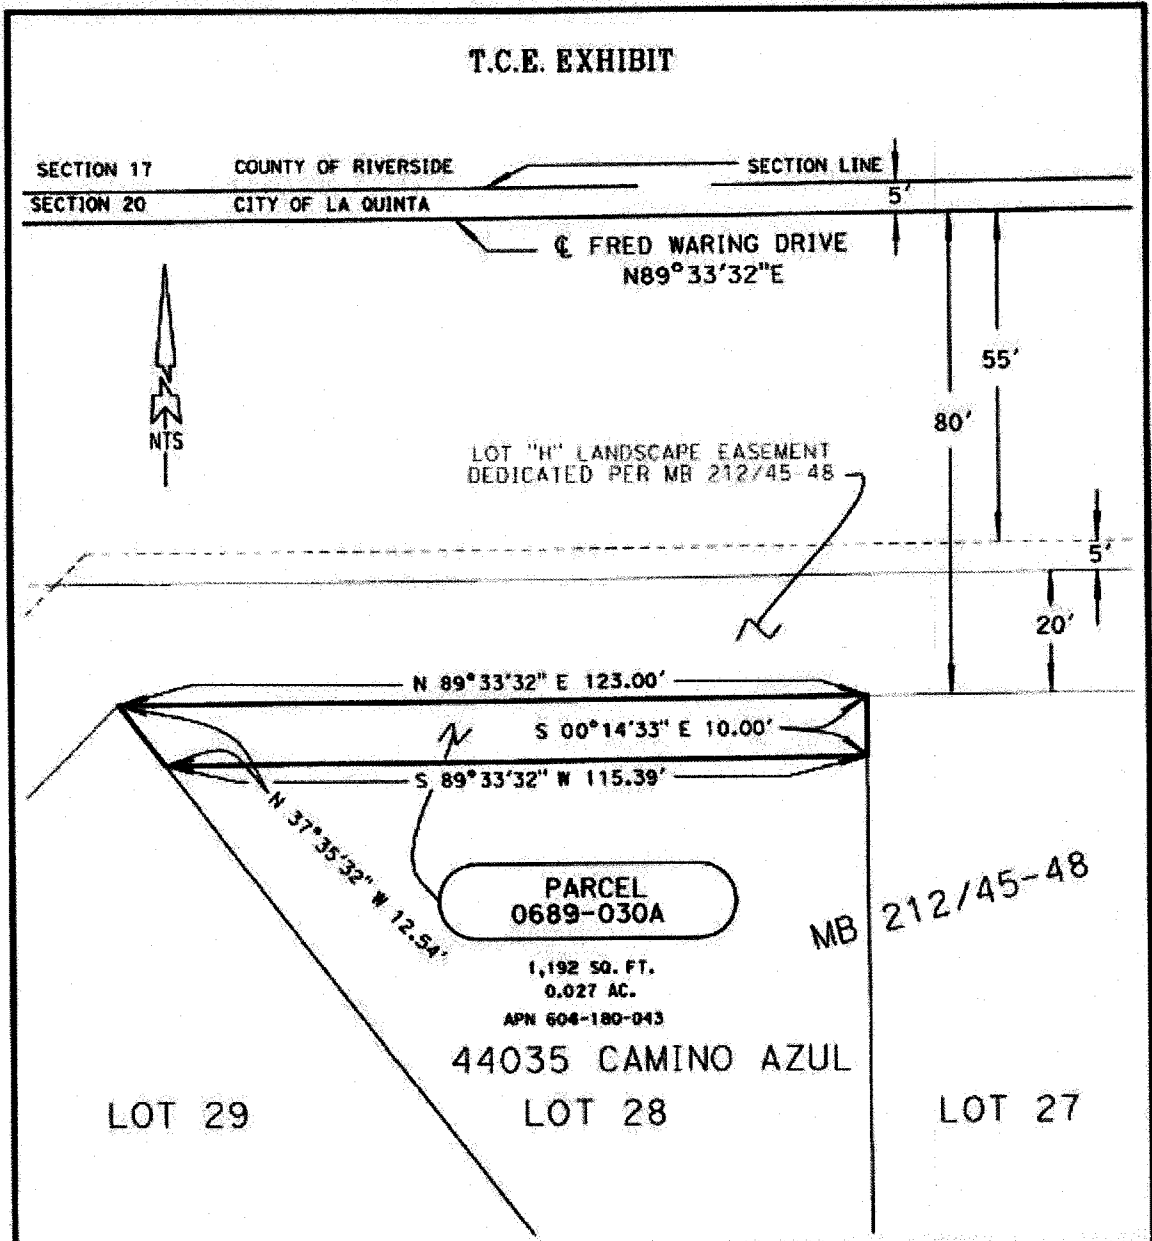 T.C.E. EXHIBIT
SECTION 17 COUNTY OF RIVERSIDE SECTION LINE
SECTION 20 CITY OF LA QUINTA 5'
℄ FRED WARING DRIVE
N89°33'32"E
55'
80'
NTS
LOT "H" LANDSCAPE EASEMENT
DEDICATED PER MB 212/45-48
5'
20'
N 89°33'32" E 123.00'
S 00°14'33" E 10.00'
S 89°33'32" W 115.39'
N 37°35'32" W 12.54'
PARCEL
0689-030A
MB 212/45-48
1,192 SQ. FT.
0.027 AC.
APN 604-180-043
44035 CAMINO AZUL
LOT 29 LOT 28 LOT 27